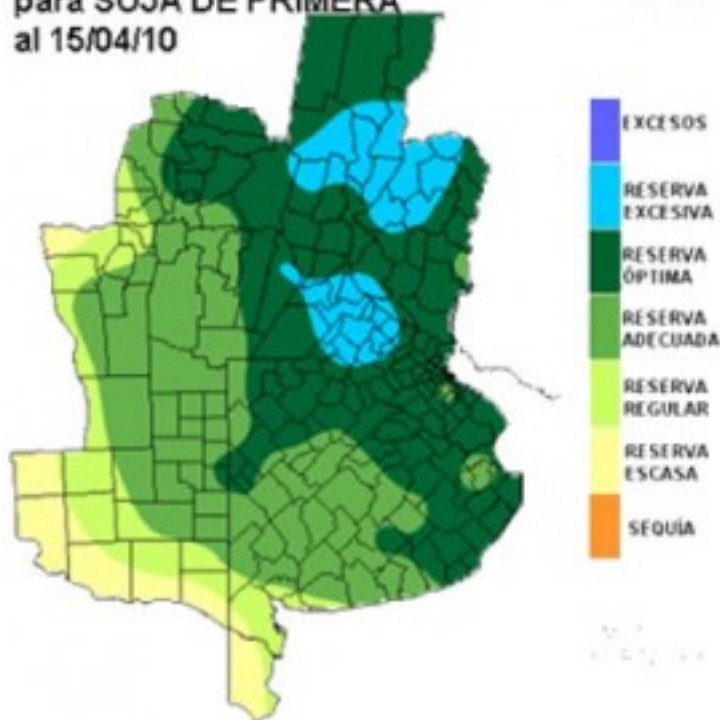 para SOJA DE PRIMERA
al 15/04/10
EXCESOS
RESERVA
EXCESIVA
RESERVA
ÓPTIMA
RESERVA
ADECUADA
RESERVA
REGULAR
RESERVA
ESCASA
SEQUÍA